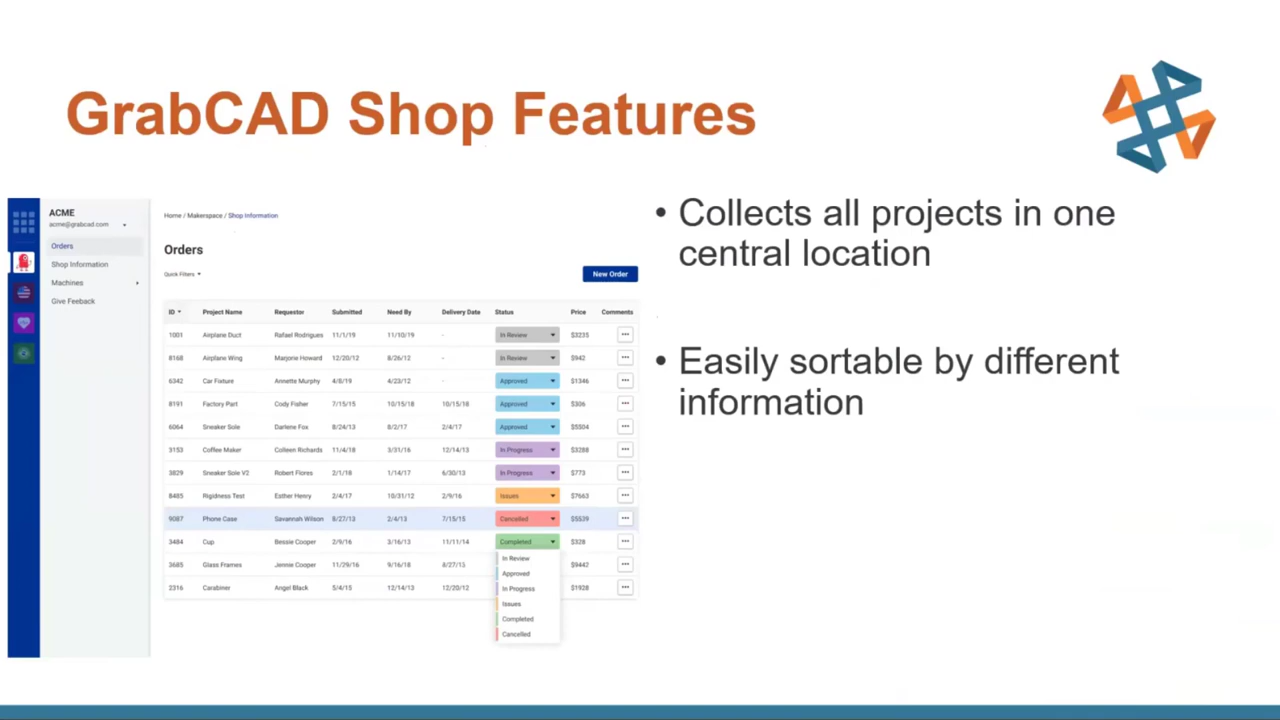 GrabCAD Shop Features
ACME
acme@grabcad.com
Orders
Shop Information
Machines
Give Feeback
Home / Makerspace / Shop Information
Orders
Quick Filters
New Order
ID Project Name Requestor Submitted Need By Delivery Date Status Price Comments
1001 Airplane Duct Rafael Rodrigues 11/1/19 11/10/19 - In Review $3235
8168 Airplane Wing Marjorie Howard 12/20/12 8/26/12 - In Review $942
6342 Car Fixture Annette Murphy 4/8/19 4/23/12 - Approved $1346
8191 Factory Part Cody Fisher 7/15/15 10/15/18 10/15/18 Approved $306
6064 Sneaker Sole Darlene Fox 8/24/13 8/2/17 2/4/17 Approved $5504
3153 Coffee Maker Colleen Richards 11/4/18 3/31/16 12/14/13 In Progress $3288
3829 Sneaker Sole V2 Robert Flores 2/1/18 1/14/17 6/30/13 In Progress $773
8485 Rigidness Test Esther Henry 2/4/17 10/31/12 2/9/16 Issues $7663
9087 Phone Case Savannah Wilson 8/27/13 2/4/13 7/15/15 Cancelled $5539
3484 Cup Bessie Cooper 2/9/16 3/16/13 11/11/14 Completed $328
3685 Glass Frames Jennie Cooper 11/29/16 9/16/18 8/27/13 $9442
2316 Carabiner Angel Black 5/4/15 12/14/13 12/20/12 $1928
In Review
Approved
In Progress
Issues
Completed
Cancelled
• Collects all projects in one
central location
• Easily sortable by different
information